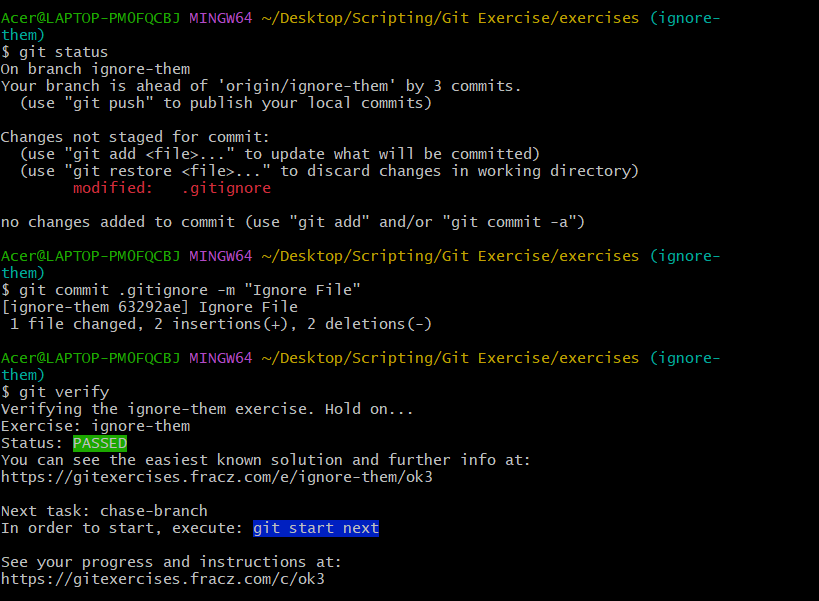 Acer@LAPTOP-PM0FQCBJ MINGW64 ~/Desktop/Scripting/Git Exercise/exercises (ignore-
them)
$ git status
On branch ignore-them
Your branch is ahead of 'origin/ignore-them' by 3 commits.
  (use "git push" to publish your local commits)

Changes not staged for commit:
  (use "git add <file>..." to update what will be committed)
  (use "git restore <file>..." to discard changes in working directory)
        modified:   .gitignore

no changes added to commit (use "git add" and/or "git commit -a")

Acer@LAPTOP-PM0FQCBJ MINGW64 ~/Desktop/Scripting/Git Exercise/exercises (ignore-
them)
$ git commit .gitignore -m "Ignore File"
[ignore-them 63292ae] Ignore File
 1 file changed, 2 insertions(+), 2 deletions(-)

Acer@LAPTOP-PM0FQCBJ MINGW64 ~/Desktop/Scripting/Git Exercise/exercises (ignore-
them)
$ git verify
Verifying the ignore-them exercise. Hold on...
Exercise: ignore-them
Status: PASSED
You can see the easiest known solution and further info at:
https://gitexercises.fracz.com/e/ignore-them/ok3

Next task: chase-branch
In order to start, execute: git start next

See your progress and instructions at:
https://gitexercises.fracz.com/c/ok3